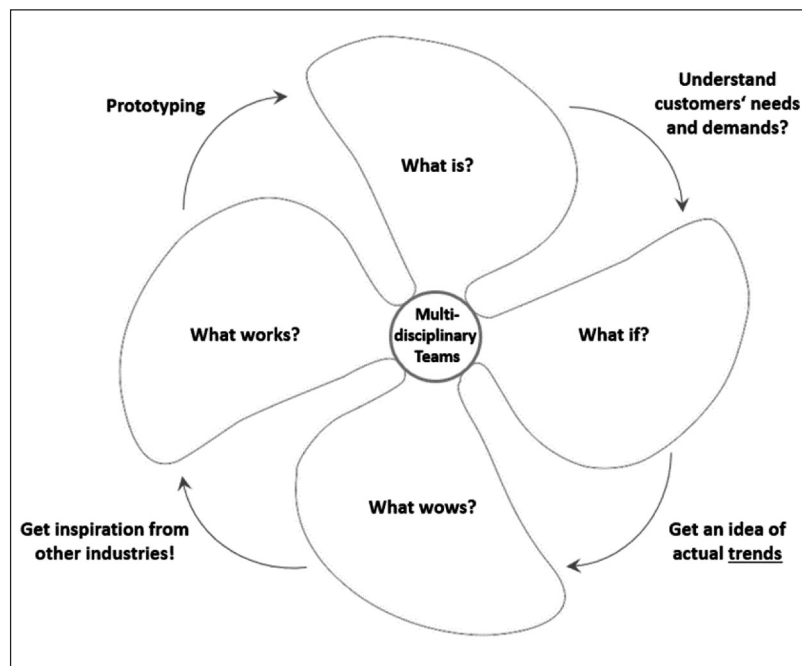 Prototyping
Understand
customers‘ needs
and demands?
What is?
Multi-
disciplinary
Teams
What works?
What if?
What wows?
Get inspiration from
other industries!
Get an idea of
actual trends